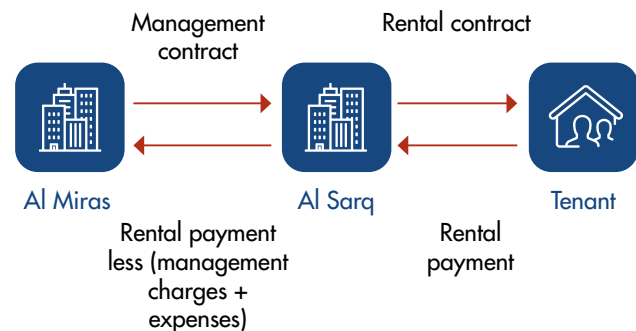 Management
contract
Rental contract
Al Miras
Al Sarq
Tenant
Rental payment
less (management
charges +
expenses)
Rental
payment